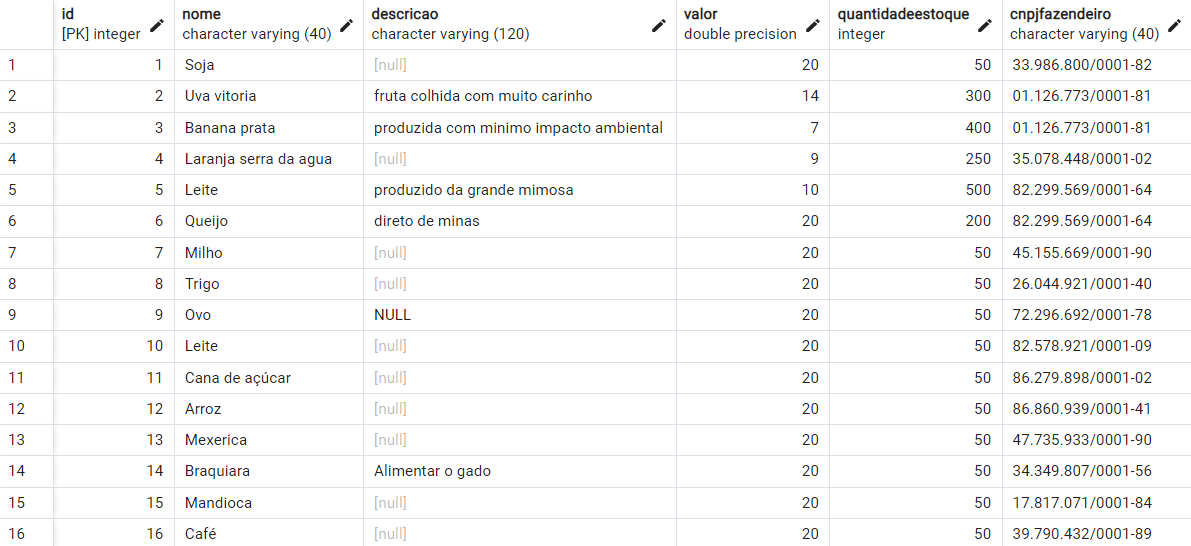 id nome descricao valor quantidadeestoque cnpjfazendeiro
[PK] integer character varying (40) character varying (120) double precision integer character varying (40)
1 1 Soja [null] 20 50 33.986.800/0001-82
2 2 Uva vitoria fruta colhida com muito carinho 14 300 01.126.773/0001-81
3 3 Banana prata produzida com minimo impacto ambiental 7 400 01.126.773/0001-81
4 4 Laranja serra da agua [null] 9 250 35.078.448/0001-02
5 5 Leite produzido da grande mimosa 10 500 82.299.569/0001-64
6 6 Queijo direto de minas 20 200 82.299.569/0001-64
7 7 Milho [null] 20 50 45.155.669/0001-90
8 8 Trigo [null] 20 50 26.044.921/0001-40
9 9 Ovo NULL 20 50 72.296.692/0001-78
10 10 Leite [null] 20 50 82.578.921/0001-09
11 11 Cana de açúcar [null] 20 50 86.279.898/0001-02
12 12 Arroz [null] 20 50 86.860.939/0001-41
13 13 Mexerica [null] 20 50 47.735.933/0001-90
14 14 Braquiara Alimentar o gado 20 50 34.349.807/0001-56
15 15 Mandioca [null] 20 50 17.817.071/0001-84
16 16 Café [null] 20 50 39.790.432/0001-89